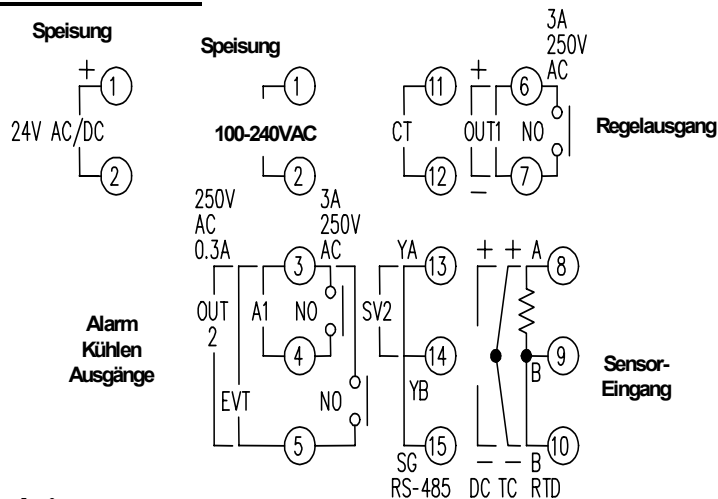 Speisung
+
1
24V AC/DC
2
Speisung
1
100-240VAC
2
11
CT
12
+
OUT1
−
6
NO
7
3A
250V
AC
Regelausgang
250V
AC
0.3A
3A
250V
AC
3
OUT
2
A1
NO
4
EVT
NO
5
Alarm
Kühlen
Ausgänge
YA
13
SV2
14
YB
SG
15
RS-485
+ + A
8
9
B
10
− − B
DC TC RTD
Sensor-
Eingang